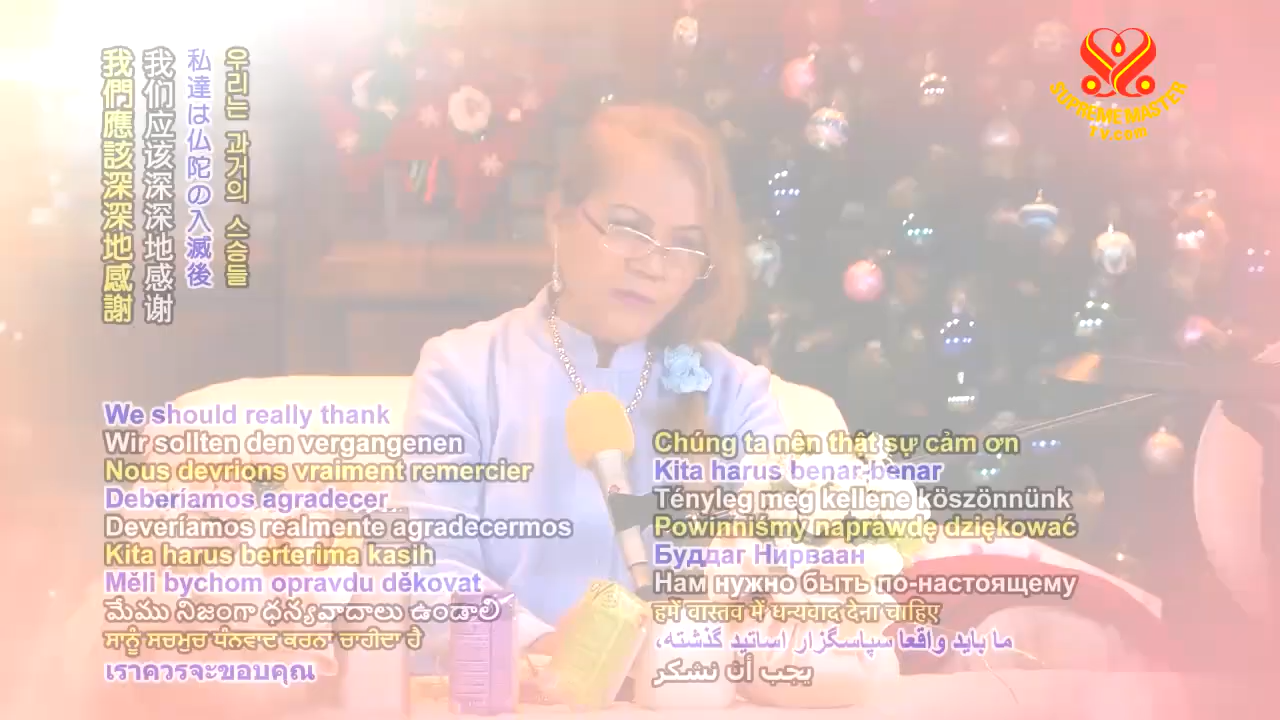 我們應該深深地感謝
我们应该深深地感谢
私達は仏陀の入滅後
우리는 과거의 스승들
SUPREME MASTER
TV.com
We should really thank
Wir sollten den vergangenen
Nous devrions vraiment remercier
Deberíamos agradecer
Deveríamos realmente agradecermos
Kita harus berterima kasih
Měli bychom opravdu děkovat
మేము నిజంగా ధన్యవాదాలు ఉండాలి
ਸਾਨੂੰ ਸਚਮੁਚ ਧੰਨਵਾਦ ਕਰਨਾ ਚਾਹੀਦਾ ਹੈ
เราควรจะขอบคุณ
Chúng ta nên thật sự cảm ơn
Kita harus benar-benar
Tényleg meg kellene köszönnünk
Powinniśmy naprawdę dziękować
Буддаг Нирваан
Нам нужно быть по-настоящему
हमें वास्तव में धन्यवाद देना चाहिए
ما باید واقعا سپاسگزار اساتید گذشته،
يجب أن نشكر